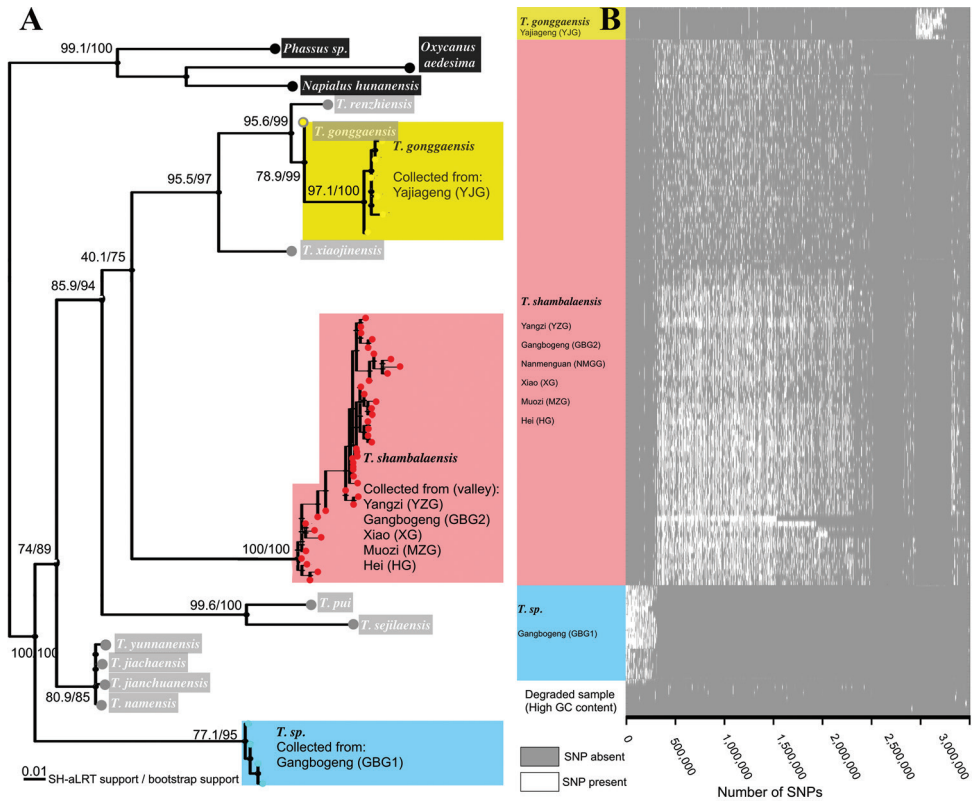 A
99.1/100
Phassus sp.
Oxycanus
aedesima
Napialus hunanensis
T. renzhiensis
95.6/99
T. gonggaensis
T. gonggaensis
Collected from:
Yajiageng (YJG)
95.5/97
78.9/99
97.1/100
T. xiaojinensis
40.1/75
85.9/94
T. shambalaensis
Collected from (valley):
Yangzi (YZG)
Gangbogeng (GBG2)
Xiao (XG)
Muozi (MZG)
Hei (HG)
100/100
74/89
99.6/100
T. pui
T. sejilaensis
T. yunnanensis
100/100
T. jiachaensis
T. jianchuanensis
80.9/85
T. namensis
77.1/95
T. sp.
Collected from:
Gangbogeng (GBG1)
0.01
SH-aLRT support / bootstrap support
B
T. gonggaensis
Yajiageng (YJG)
T. shambalaensis
Yangzi (YZG)
Gangbogeng (GBG2)
Nanmenguan (NMGG)
Xiao (XG)
Muozi (MZG)
Hei (HG)
T. sp.
Gangbogeng (GBG1)
Degraded sample
(High GC content)
0
500,000
1,000,000
1,500,000
2,000,000
2,500,000
3,000,000
SNP absent
SNP present
Number of SNPs